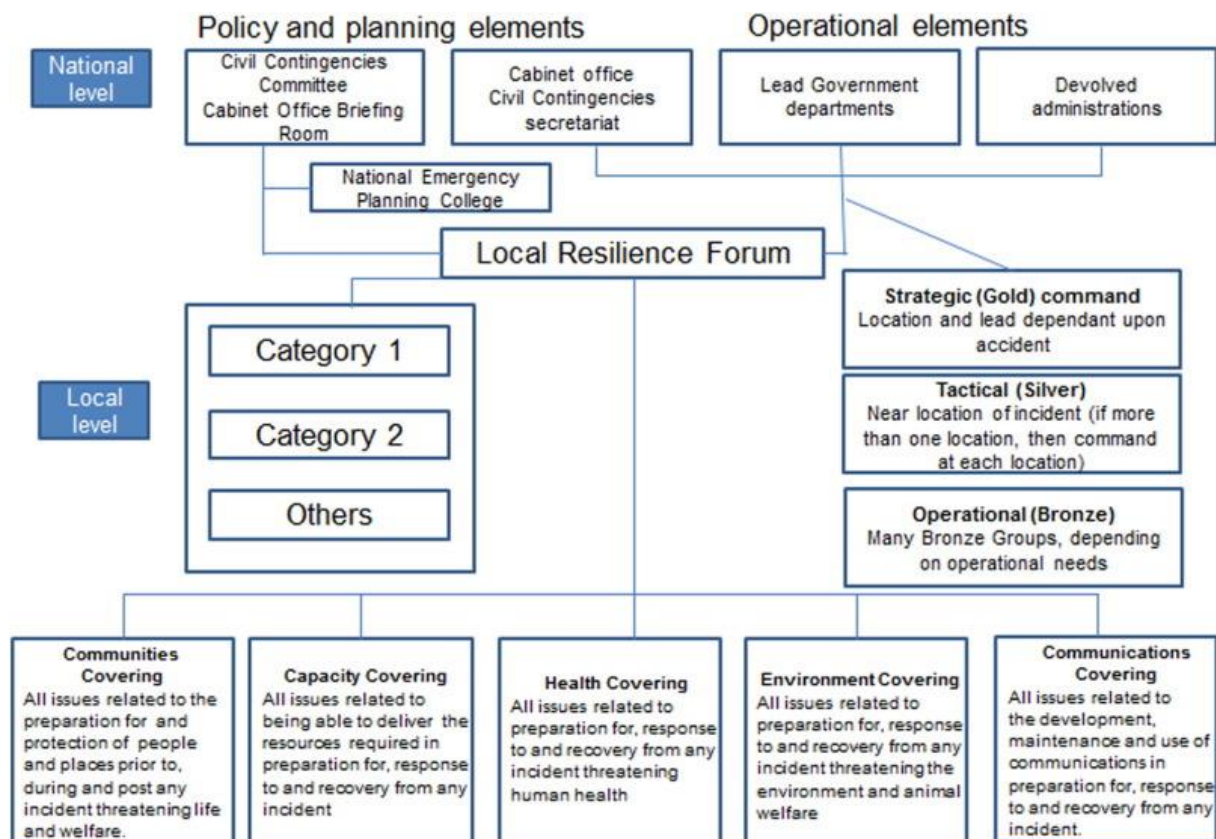 Policy and planning elements
Operational elements
National
level
Civil Contingencies
Committee
Cabinet Office Briefing
Room
Cabinet office
Civil Contingencies
secretariat
Lead Government
departments
Devolved
administrations
National Emergency
Planning College
Local Resilience Forum
Local
level
Category 1
Category 2
Others
Strategic (Gold) command
Location and lead dependant upon
accident
Tactical (Silver)
Near location of incident (if more
than one location, then command
at each location)
Operational (Bronze)
Many Bronze Groups, depending
on operational needs
Communities
Covering
All issues related to the
preparation for and
protection of people
and places prior to,
during and post any
incident threatening life
and welfare.
Capacity Covering
All issues related to
being able to deliver the
resources required in
preparation for, response
to and recovery from any
incident
Health Covering
All issues related to
preparation for, response
to and recovery from any
incident threatening
human health
Environment Covering
All issues related to
preparation for, response
to and recovery from any
incident threatening the
environment and animal
welfare
Communications
Covering
All issues related to
the development,
maintenance and use of
communications in
preparation for, response
to and recovery from any
incident.